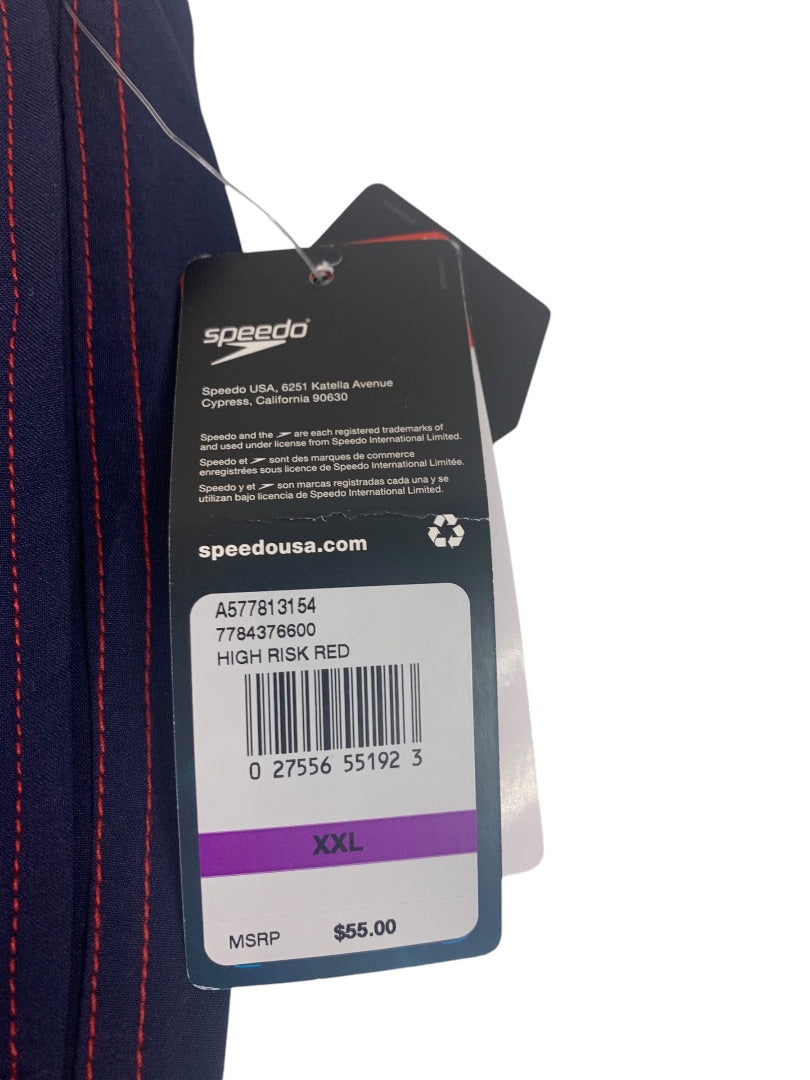 speedo®
Speedo USA, 6251 Katella Avenue
Cypress, California 90630
Speedo and the are each registered trademarks of
and used under license from Speedo International Limited.
Speedo et sont des marques de commerce
enregistrées sous licence de Speedo International Limitée.
Speedo y et son marcas registradas cada una y se
utilizan bajo licencia de Speedo International Limited.
speedousa.com
A577813154
7784376600
HIGH RISK RED
0 27556 55192 3
XXL
MSRP $55.00